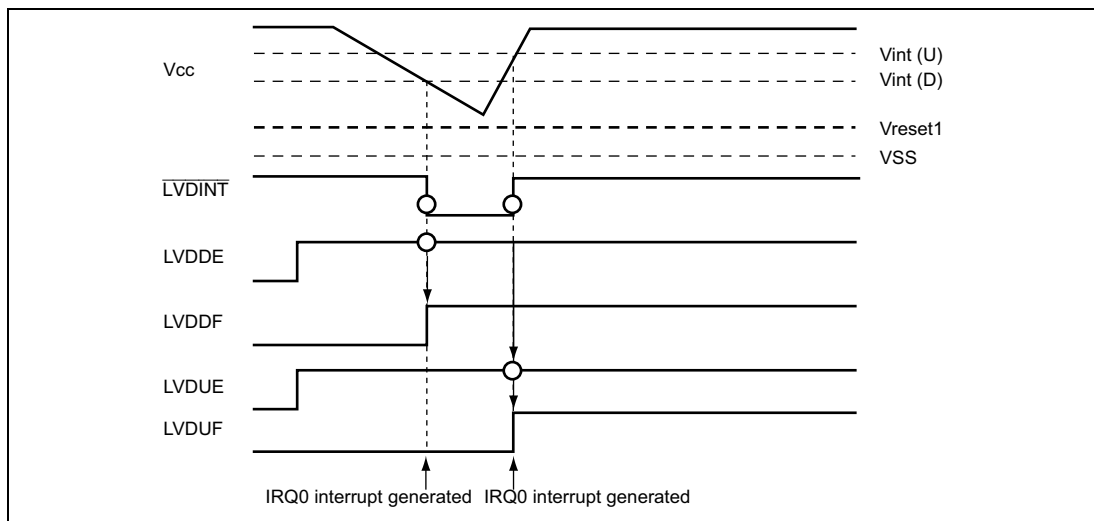 Vcc
Vint (U)
Vint (D)
Vreset1
VSS
LVDINT
LVDDE
LVDDF
LVDUE
LVDUF
IRQ0 interrupt generated IRQ0 interrupt generated